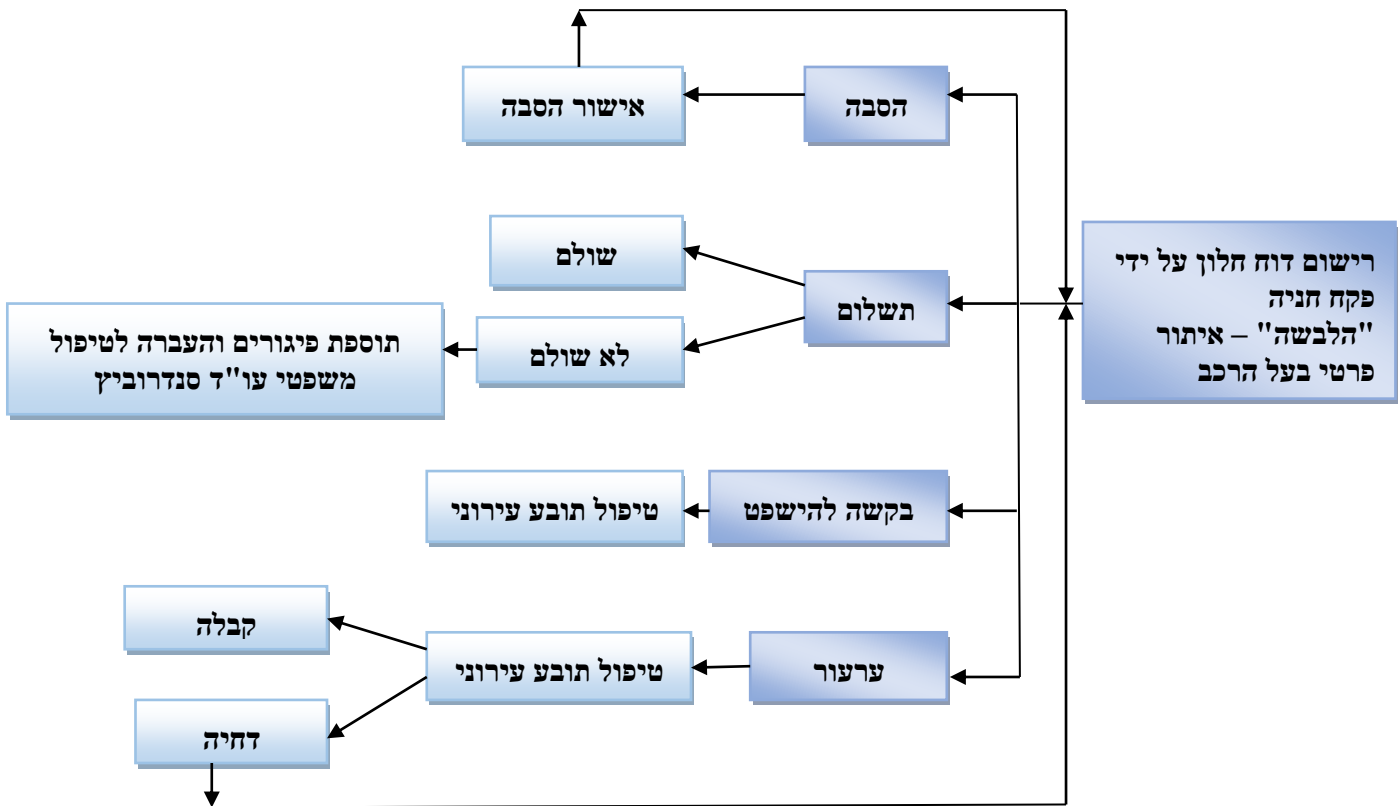 רישום דוח חלון על ידי
פקח חניה
"הלבשה" – איתור
פרטי בעל הרכב
הסבה
אישור הסבה
תשלום
שולם
לא שולם
תוספת פיגורים והעברה לטיפול
משפטי עו"ד סנדרוביץ
בקשה להישפט
טיפול תובע עירוני
ערעור
טיפול תובע עירוני
קבלה
דחיה